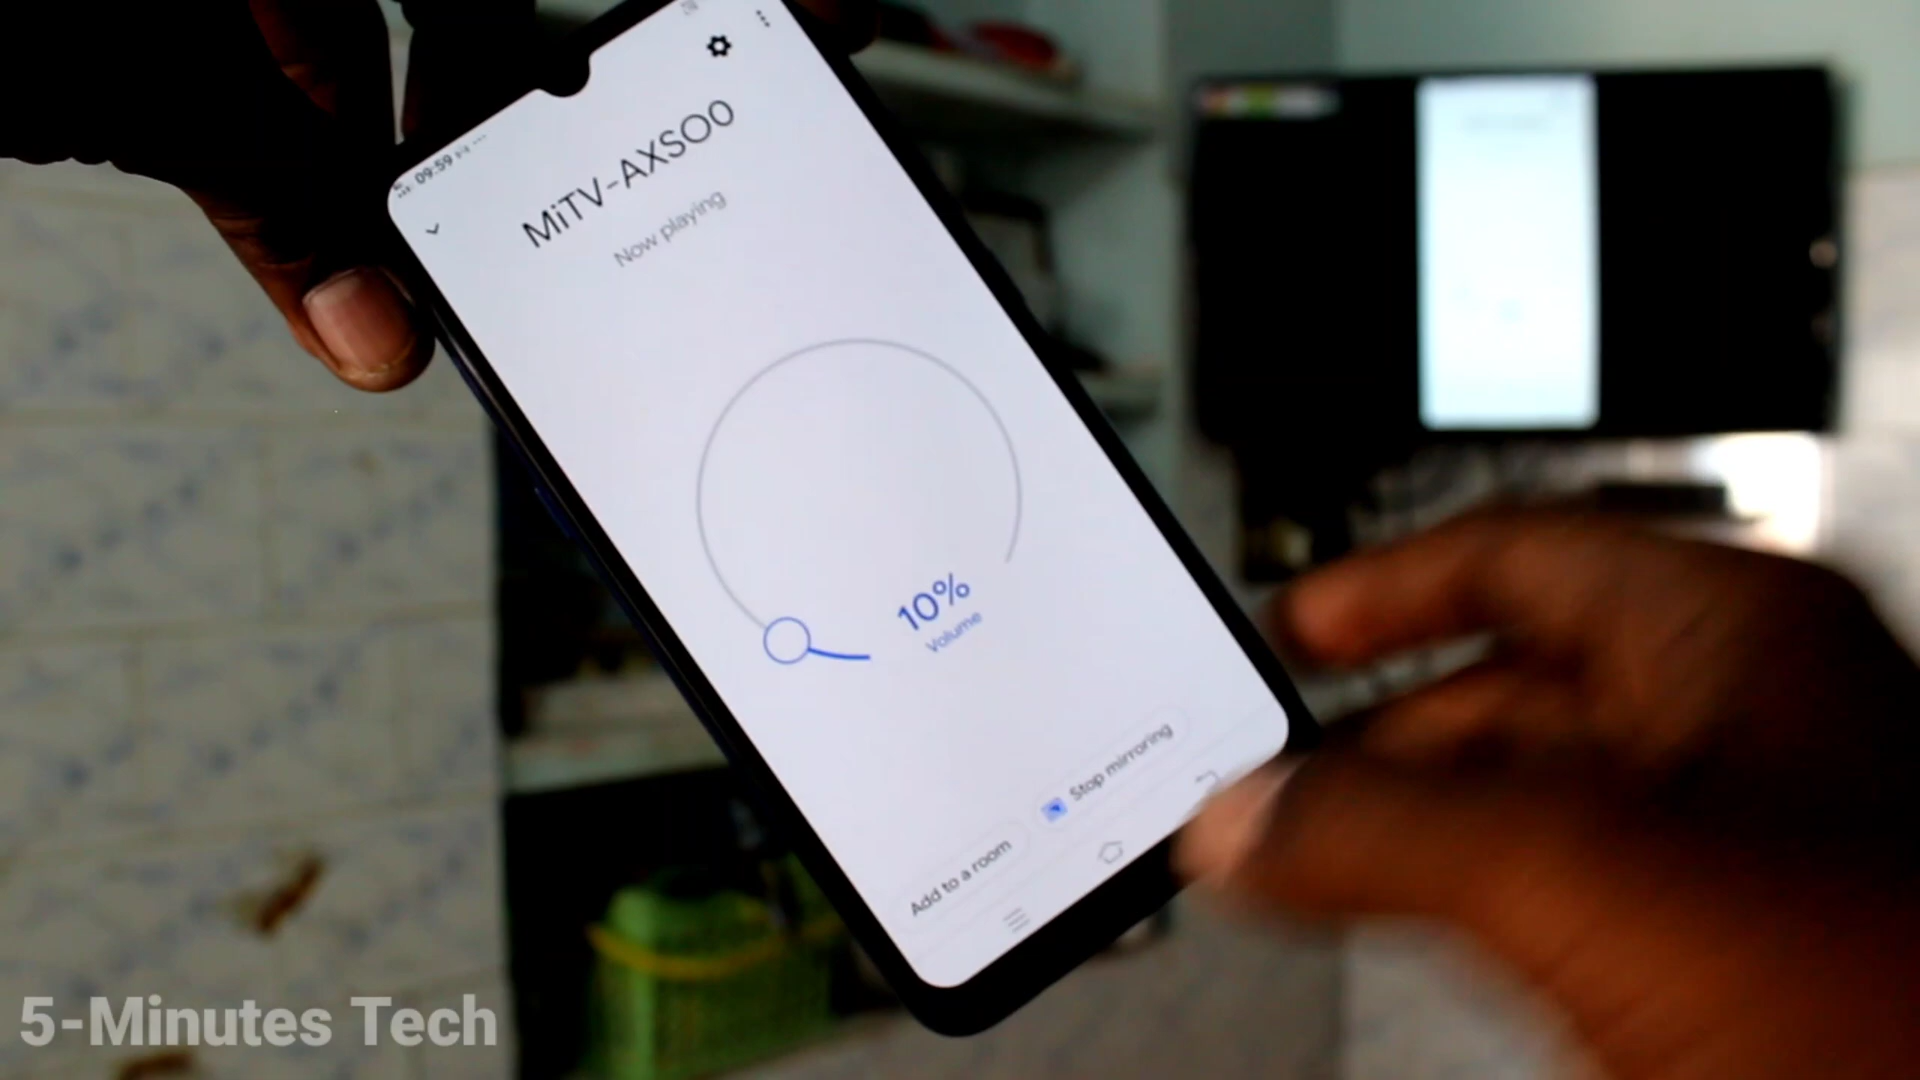 09:59
MiTV-AXSO0
Now playing
10%
Volume
Stop mirroring
Add to a room
5-Minutes Tech